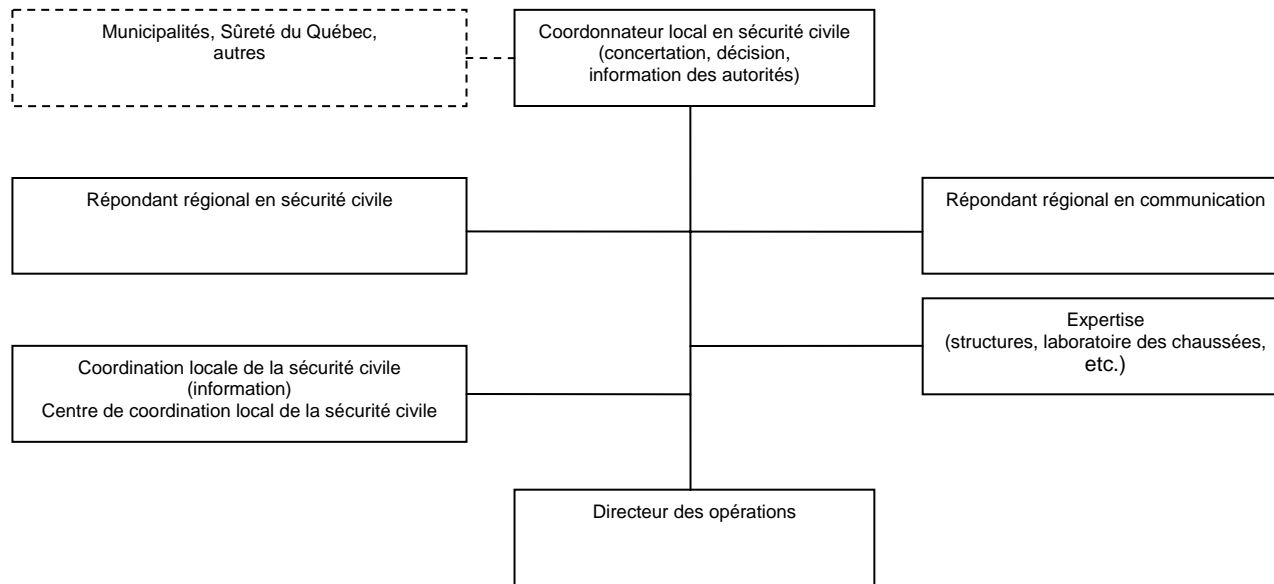 Municipalités, Sûreté du Québec,
autres
Coordonnateur local en sécurité civile
(concertation, décision,
information des autorités)
Répondant régional en sécurité civile
Répondant régional en communication
Expertise
(structures, laboratoire des chaussées,
etc.)
Coordination locale de la sécurité civile
(information)
Centre de coordination local de la sécurité civile
Directeur des opérations